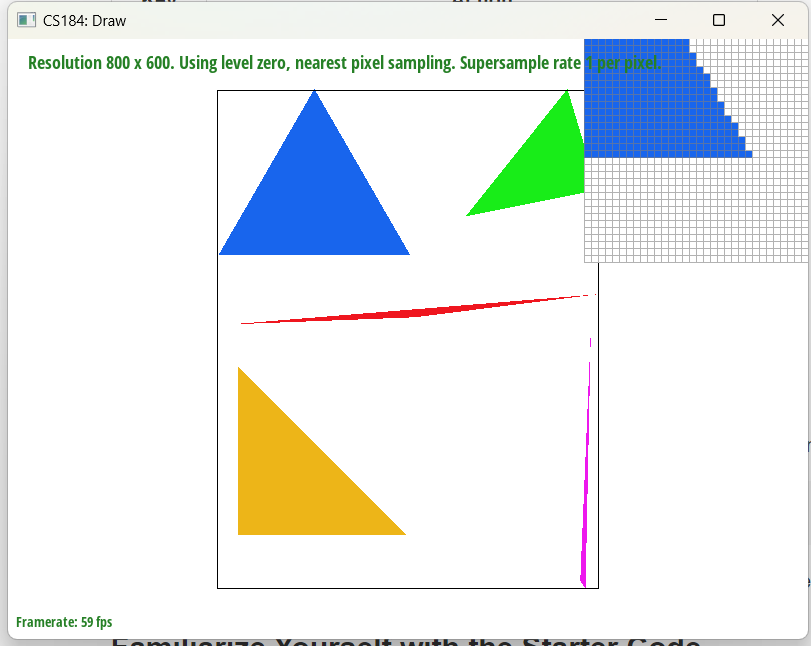 CS184: Draw
Resolution 800 x 600. Using level zero, nearest pixel sampling. Supersample rate 1 per pixel.
Framerate: 59 fps
Familiarize Yourself with the Starter Code